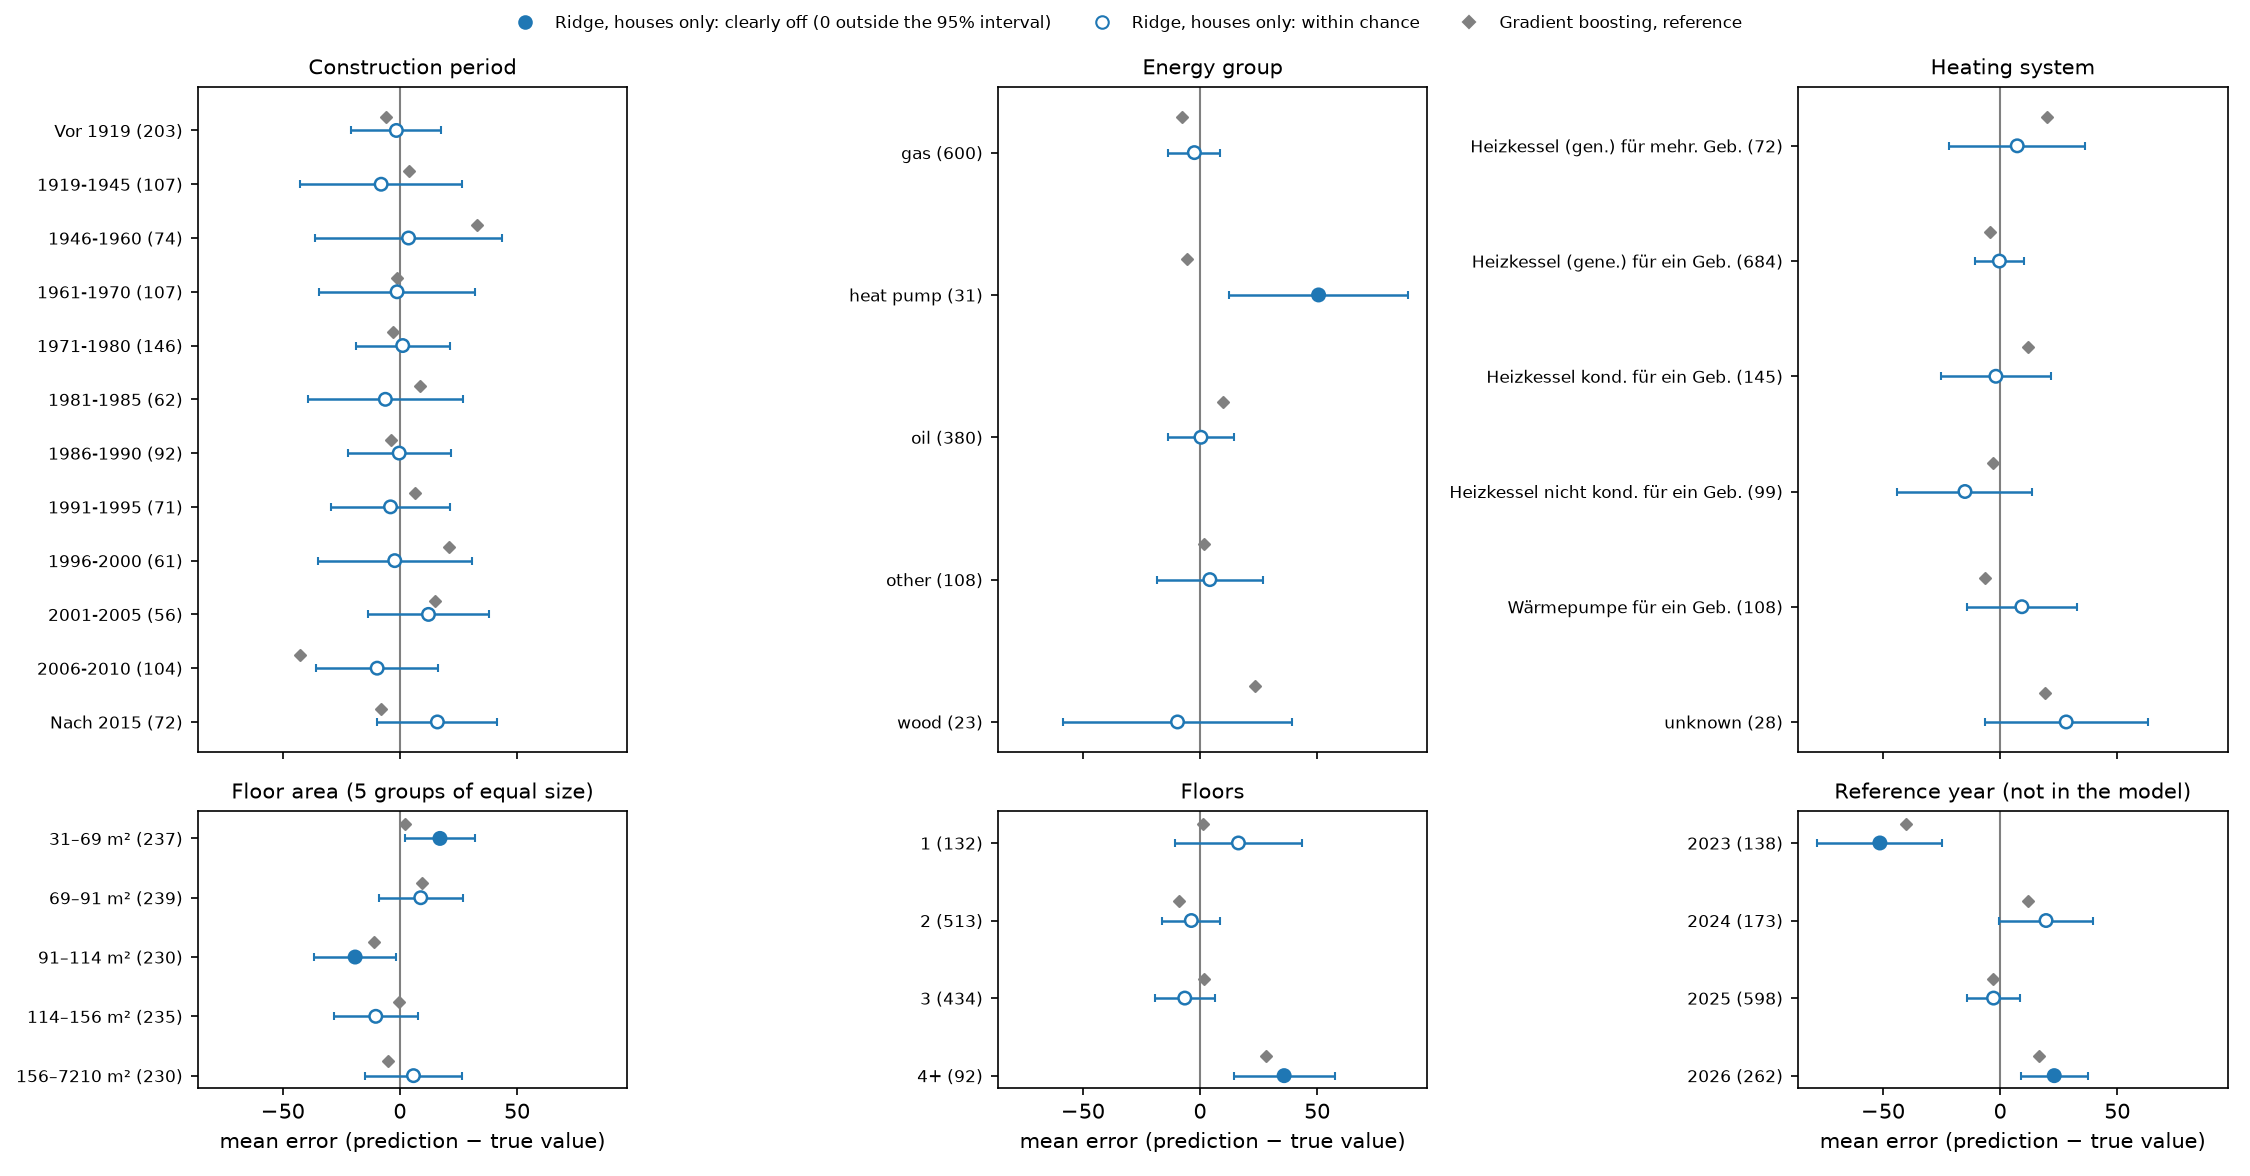 Ridge, houses only: clearly off (0 outside the 95% interval)
Ridge, houses only: within chance
Gradient boosting, reference
Construction period
Vor 1919 (203)
1919-1945 (107)
1946-1960 (74)
1961-1970 (107)
1971-1980 (146)
1981-1985 (62)
1986-1990 (92)
1991-1995 (71)
1996-2000 (61)
2001-2005 (56)
2006-2010 (104)
Nach 2015 (72)
Energy group
gas (600)
heat pump (31)
oil (380)
other (108)
wood (23)
Heating system
Heizkessel (gen.) für mehr. Geb. (72)
Heizkessel (gene.) für ein Geb. (684)
Heizkessel kond. für ein Geb. (145)
Heizkessel nicht kond. für ein Geb. (99)
Wärmepumpe für ein Geb. (108)
unknown (28)
Floor area (5 groups of equal size)
31–69 m² (237)
69–91 m² (239)
91–114 m² (230)
114–156 m² (235)
156–7210 m² (230)
−50 0 50
mean error (prediction − true value)
Floors
1 (132)
2 (513)
3 (434)
4+ (92)
−50 0 50
mean error (prediction − true value)
Reference year (not in the model)
2023 (138)
2024 (173)
2025 (598)
2026 (262)
−50 0 50
mean error (prediction − true value)